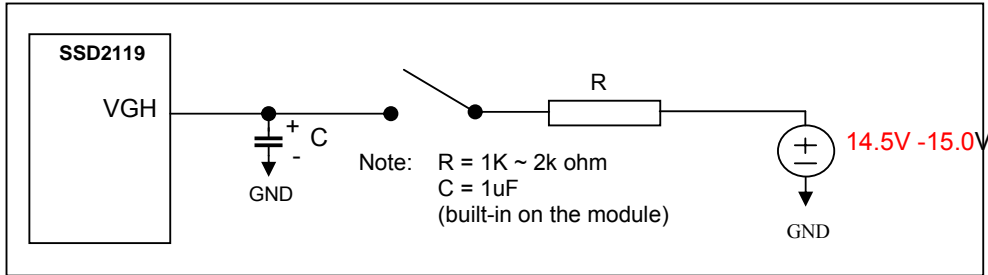 SSD2119
VGH
+
-
C
GND
R
Note: R = 1K ~ 2k ohm
C = 1uF
(built-in on the module)
+
14.5V -15.0V
GND